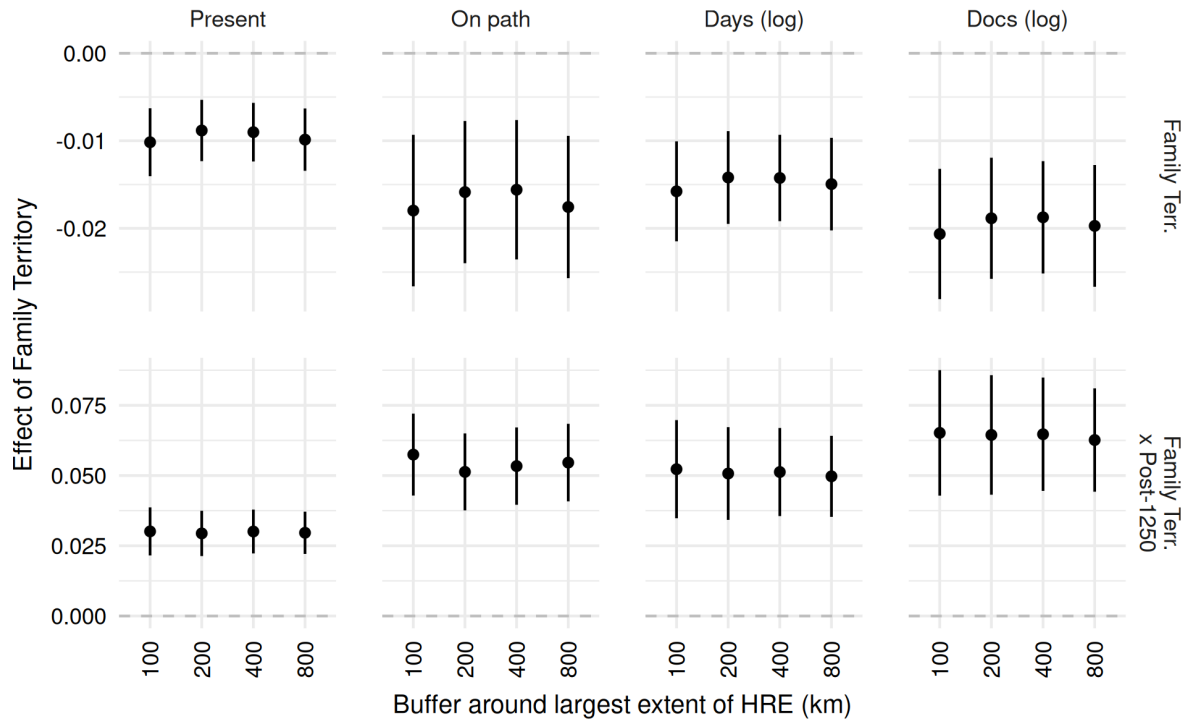 Present On path Days (log) Docs (log)
Effect of Family Territory
0.00
-0.01
-0.02
Family Terr.
0.075
0.050
0.025
0.000
Family Terr.
x Post-1250
100 200 400 800 100 200 400 800 100 200 400 800 100 200 400 800
Buffer around largest extent of HRE (km)